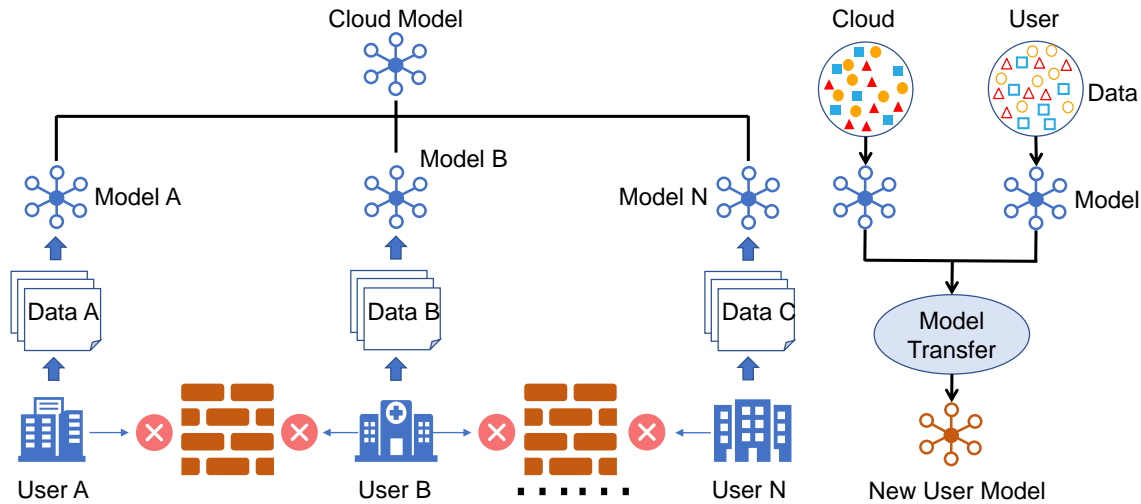 Cloud Model
Cloud
User
Data
Model B
Model A
Model N
Model
Data A
Data B
Data C
Model
Transfer
User A
User B
User N
New User Model